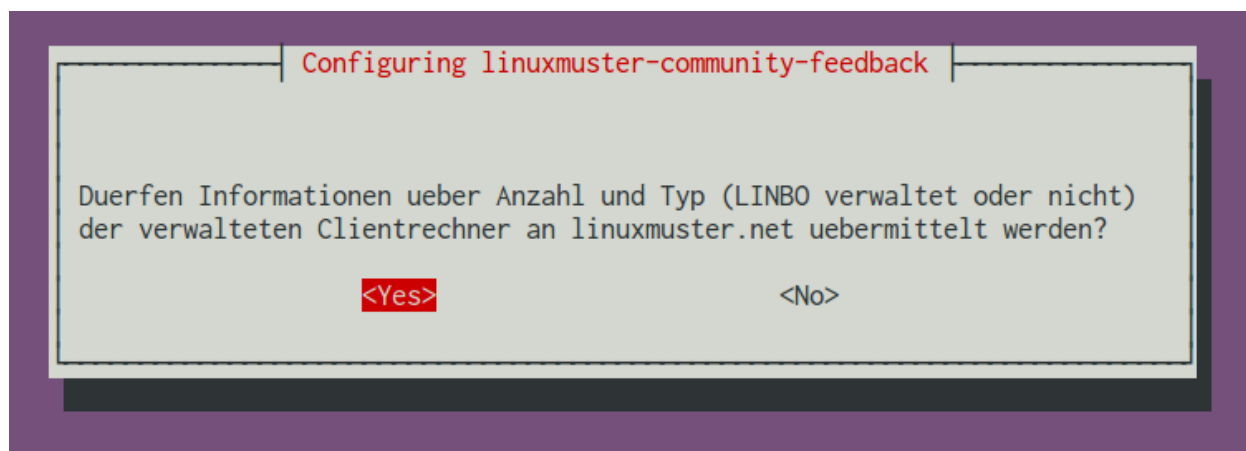 Configuring linuxmuster-community-feedback
Duerfen Informationen ueber Anzahl und Typ (LINBO verwaltet oder nicht)
der verwalteten Clientrechner an linuxmuster.net uebermittelt werden?
<Yes> <No>